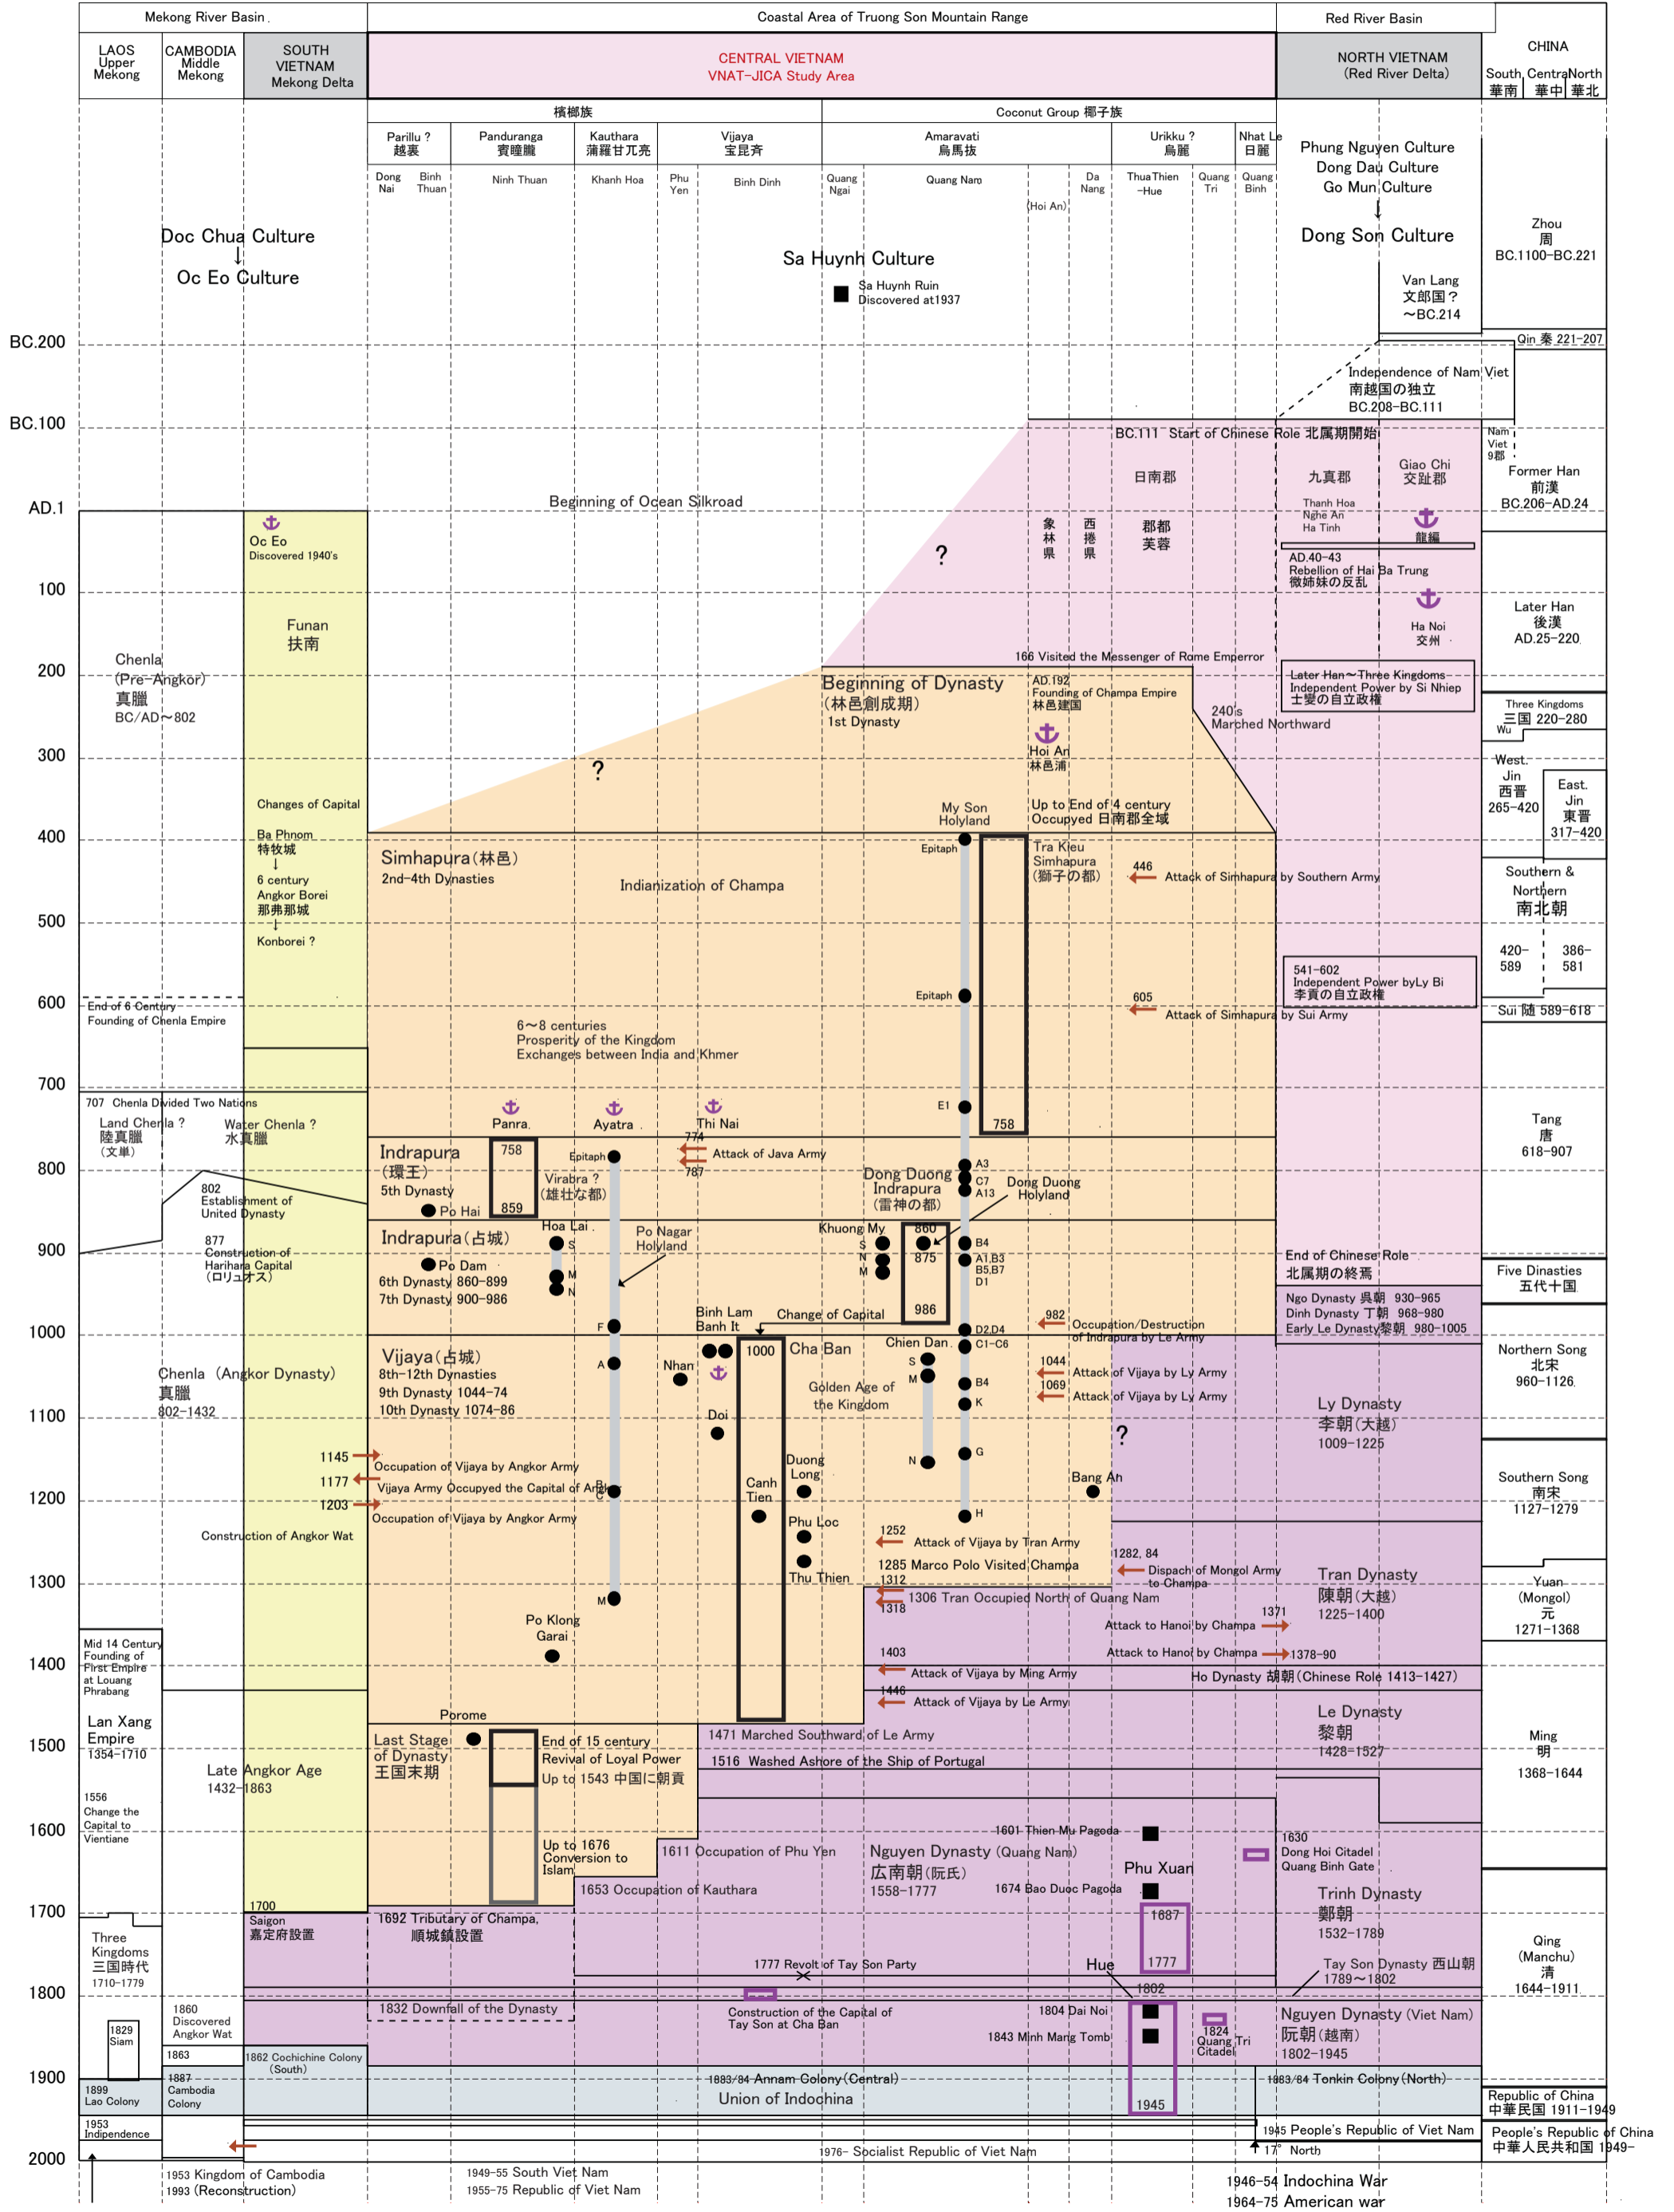 Mekong River Basin
Coastal Area of Truong Son Mountain Range
Red River Basin
LAOS
Upper
Mekong
CAMBODIA
Middle
Mekong
SOUTH
VIETNAM
Mekong Delta
CENTRAL VIETNAM
VNAT-JICA Study Area
NORTH VIETNAM
(Red River Delta)
CHINA
South Central North
華南 華中 華北
檳榔族
Coconut Group 椰子族
Parillu ?
越裏
Panduranga
賓瞳朧
Kauthara
蒲羅甘兀亮
Vijaya
宝昆斉
Amaravati
烏馬抜
Urikku ?
烏麗
Nhat Le
日麗
Dong
Nai
Binh
Thuan
Ninh Thuan
Khanh Hoa
Phu
Yen
Binh Dinh
Quang
Ngai
Quang Nam
(Hoi An)
Da
Nang
Thua Thien
-Hue
Quang
Tri
Quang
Binh
Phung Nguyen Culture
Dong Dau Culture
Go Mun Culture
↓
Dong Son Culture
Doc Chua Culture
↓
Oc Eo Culture
Sa Huynh Culture
Sa Huynh Ruin
Discovered at1937
Van Lang
文郎国?
～BC.214
Zhou
周
BC.1100-BC.221
BC.200
Qin 秦 221-207
Independence of Nam Viet
南越国の独立
BC.208-BC.111
BC.100
BC.111 Start of Chinese Role 北属期開始
Nam
Viet
9郡
日南郡
九真郡
Giao Chi
交趾郡
Former Han
前漢
BC.206-AD.24
Beginning of Ocean Silkroad
Thanh Hoa
Nghe An
Ha Tinh
龍編
AD.1
Oc Eo
Discovered 1940's
象林県
西捲県
郡都
芙蓉
?
AD.40-43
Rebellion of Hai Ba Trung
微姉妹の反乱
100
Funan
扶南
Ha Noi
交州
Later Han
後漢
AD.25-220
Chenla
(Pre-Angkor)
真臘
BC/AD～802
166 Visited the Messenger of Rome Emperror
200
Beginning of Dynasty
(林邑創成期)
1st Dynasty
AD.192
Founding of Champa Empire
林邑建国
Later Han～Three Kingdoms
Independent Power by Si Nhiep
士燮の自立政権
240's
Marched Northward
Three Kingdoms
三国 220-280
Wu
Hoi An
林邑浦
300
?
West.
Jin
西晋
265-420
East.
Jin
東晋
317-420
Changes of Capital
My Son
Holyland
Up to End of 4 century
Occupyed 日南郡全域
400
Ba Phnom
特牧城
↓
6 century
Angkor Borei
那弗那城
↓
Konborei ?
Simhapura(林邑)
2nd-4th Dynasties
Indianization of Champa
Epitaph
Tra Kieu
Simhapura
(獅子の都)
446
Attack of Simhapura by Southern Army
Southern &
Northern
南北朝
500
420-
589
386-
581
541-602
Independent Power byLy Bi
李賁の自立政権
Epitaph
600
End of 6 Century
Founding of Chenla Empire
605
Attack of Simhapura by Sui Army
Sui 随 589-618
6～8 centuries
Prosperity of the Kingdom
Exchanges between India and Khmer
700
707 Chenla Divided Two Nations
Land Chenla ?
陸真臘
(文単)
Water Chenla ?
水真臘
Panra
Ayatra
Thi Nai
E1
758
Tang
唐
618-907
Indrapura
(環王)
5th Dynasty
758
859
Epitaph
Virabra ?
(雄壮な都)
774
787
Attack of Java Army
800
Po Hai
Dong Duong
Indrapura
(雷神の都)
A3
C7
A13
Dong Duong
Holyland
802
Establishment of
United Dynasty
877
Construction of
Harihara Capital
(ロリュオス)
Hoa Lai
S
M
N
Po Nagar
Holyland
Khuong My
S
N
M
860
875
986
B4
A1,B3
B5,B7
D1
900
Indrapura(占城)
Po Dam
6th Dynasty 860-899
7th Dynasty 900-986
End of Chinese Role
北属期の終焉
Five Dinasties
五代十国
Ngo Dynasty 呉朝 930-965
Dinh Dynasty 丁朝 968-980
Early Le Dynasty黎朝 980-1005
Binh Lam
Banh It
Change of Capital
F
D2,D4
982
Occupation/Destruction
of Indrapura by Le Army
1000
Vijaya(占城)
8th-12th Dynasties
9th Dynasty 1044-74
10th Dynasty 1074-86
A
Nhan
1000
Cha Ban
Chien Dan
S
M
N
C1-C6
B4
K
G
H
1044
Attack of Vijaya by Ly Army
1069
Attack of Vijaya by Ly Army
Northern Song
北宋
960-1126
Chenla (Angkor Dynasty)
真臘
802-1432
Golden Age of
the Kingdom
Ly Dynasty
李朝(大越)
1009-1225
1100
Doi
?
1145
Occupation of Vijaya by Angkor Army
1177
Vijaya Army Occupyed the Capital of Angkor
1203
Occupation of Vijaya by Angkor Army
B
C
Duong
Long
Canh
Tien
Bang Ah
Southern Song
南宋
1127-1279
1200
Construction of Angkor Wat
Phu Loc
Thu Thien
1252
Attack of Vijaya by Tran Army
1285 Marco Polo Visited Champa
1282, 84
Dispach of Mongol Army
to Champa
1300
M
1312
1318
1306 Tran Occupied North of Quang Nam
Tran Dynasty
陳朝(大越)
1225-1400
Yuan
(Mongol)
元
1271-1368
Po Klong
Garai
1371
Attack to Hanoi by Champa
Attack to Hanoi by Champa
1378-90
Mid 14 Century
Founding of
First Empire
at Louang
Phrabang
1400
1403
Attack of Vijaya by Ming Army
Ho Dynasty 胡朝(Chinese Role 1413-1427)
1446
Attack of Vijaya by Le Army
Lan Xang
Empire
1354-1710
Porome
Last Stage
of Dynasty
王国末期
End of 15 century
Revival of Loyal Power
Up to 1543 中国に朝貢
1471 Marched Southward of Le Army
1516 Washed Ashore of the Ship of Portugal
Le Dynasty
黎朝
1428-1527
Ming
明
1368-1644
1500
Late Angkor Age
1432-1863
1556
Change the
Capital to
Vientiane
1600
Up to 1676
Conversion to
Islam
1611 Occupation of Phu Yen
1653 Occupation of Kauthara
Nguyen Dynasty (Quang Nam)
広南朝(阮氏)
1558-1777
1601 Thien Mu Pagoda
Phu Xuan
1674 Bao Duoc Pagoda
1687
1777
1630
Dong Hoi Citadel
Quang Binh Gate
Trinh Dynasty
鄭朝
1532-1789
1700
1700
Saigon
嘉定府設置
1692 Tributary of Champa,
順城鎮設置
Three
Kingdoms
三国時代
1710-1779
1777 Revolt of Tay Son Party
Hue
Tay Son Dynasty 西山朝
1789～1802
Qing
(Manchu)
清
1644-1911
1800
1802
1832 Downfall of the Dynasty
Construction of the Capital of
Tay Son at Cha Ban
1804 Dai Noi
1843 Minh Mang Tomb
1824
Quang Tri
Citadel
Nguyen Dynasty (Viet Nam)
阮朝(越南)
1802-1945
1829
Siam
1860
Discovered
Angkor Wat
1863
1862 Cochichine Colony
(South)
1900
1899
Lao Colony
1887
Cambodia
Colony
1883/84 Annam Colony(Central)
Union of Indochina
1945
1883/84 Tonkin Colony(North)
Republic of China
中華民国 1911-1949
1953
Indipendence
1945 People's Republic of Viet Nam
People's Republic of China
中華人民共和国 1949-
1976- Socialist Republic of Viet Nam
17° North
2000
1953 Kingdom of Cambodia
1993 (Reconstruction)
1949-55 South Viet Nam
1955-75 Republic of Viet Nam
1946-54 Indochina War
1964-75 American war